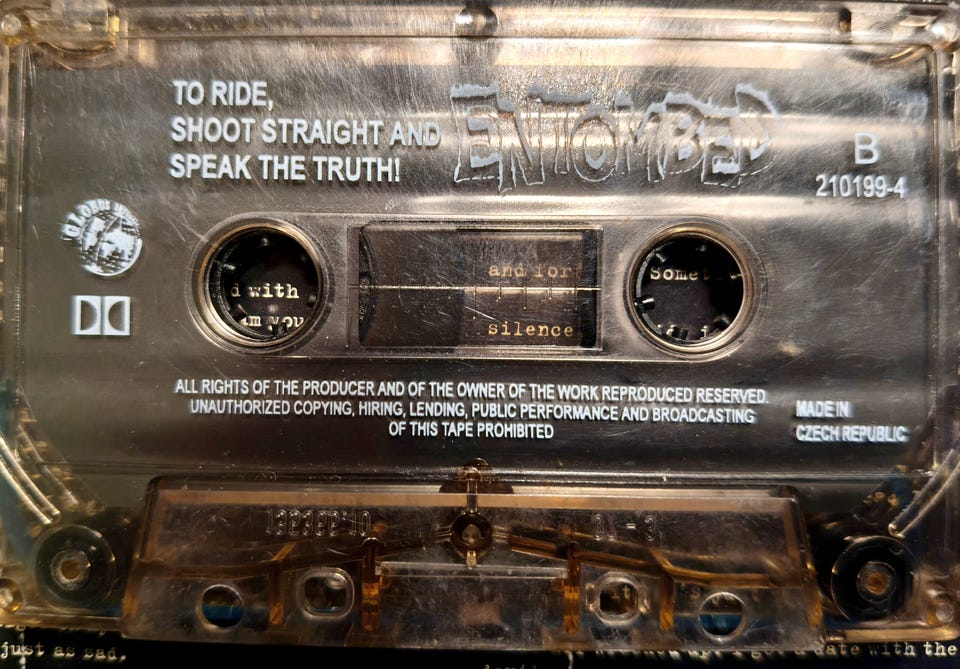 TO RIDE,
SHOOT STRAIGHT AND
SPEAK THE TRUTH!
ENTOMBED
B
210199-4
d with
am you
and for
silence
Somet
ALL RIGHTS OF THE PRODUCER AND OF THE OWNER OF THE WORK REPRODUCED RESERVED.
UNAUTHORIZED COPYING, HIRING, LENDING, PUBLIC PERFORMANCE AND BROADCASTING
OF THIS TAPE PROHIBITED
MADE IN
CZECH REPUBLIC
just as sad.
a date with the